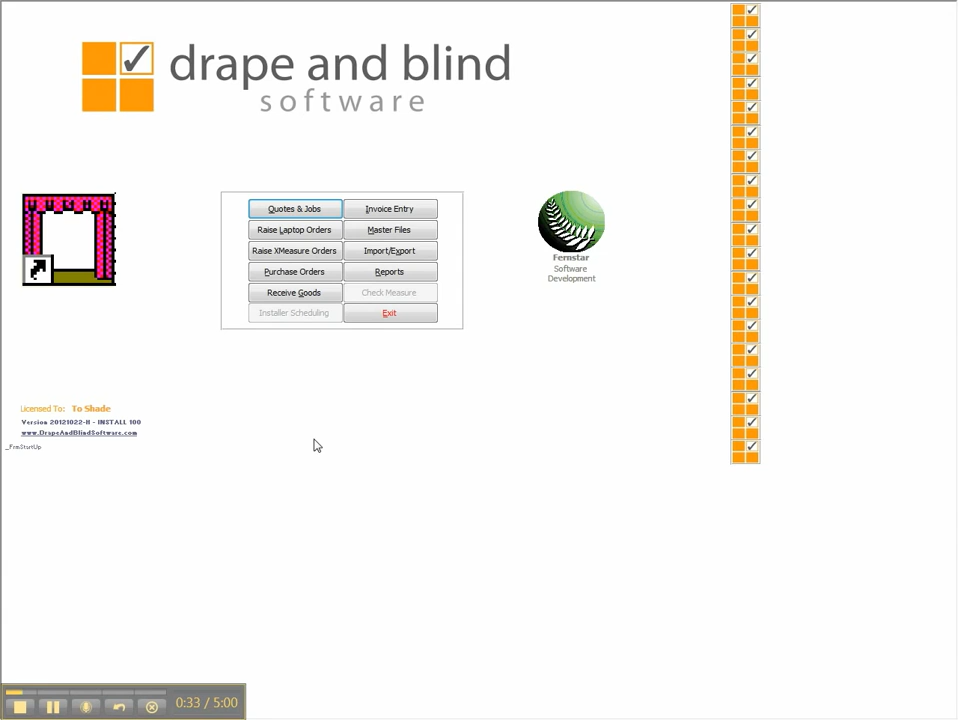 drape and blind
software
Quotes & Jobs
Invoice Entry
Raise Laptop Orders
Master Files
Raise XMeasure Orders
Import/Export
Purchase Orders
Reports
Receive Goods
Check Measure
Installer Scheduling
Exit
Fernstar
Software
Development
Licensed To: To Shade
Version 20121022-H - INSTALL 100
www.DrapeAndBlindSoftware.com
_FrmStartUp
0:33 / 5:00